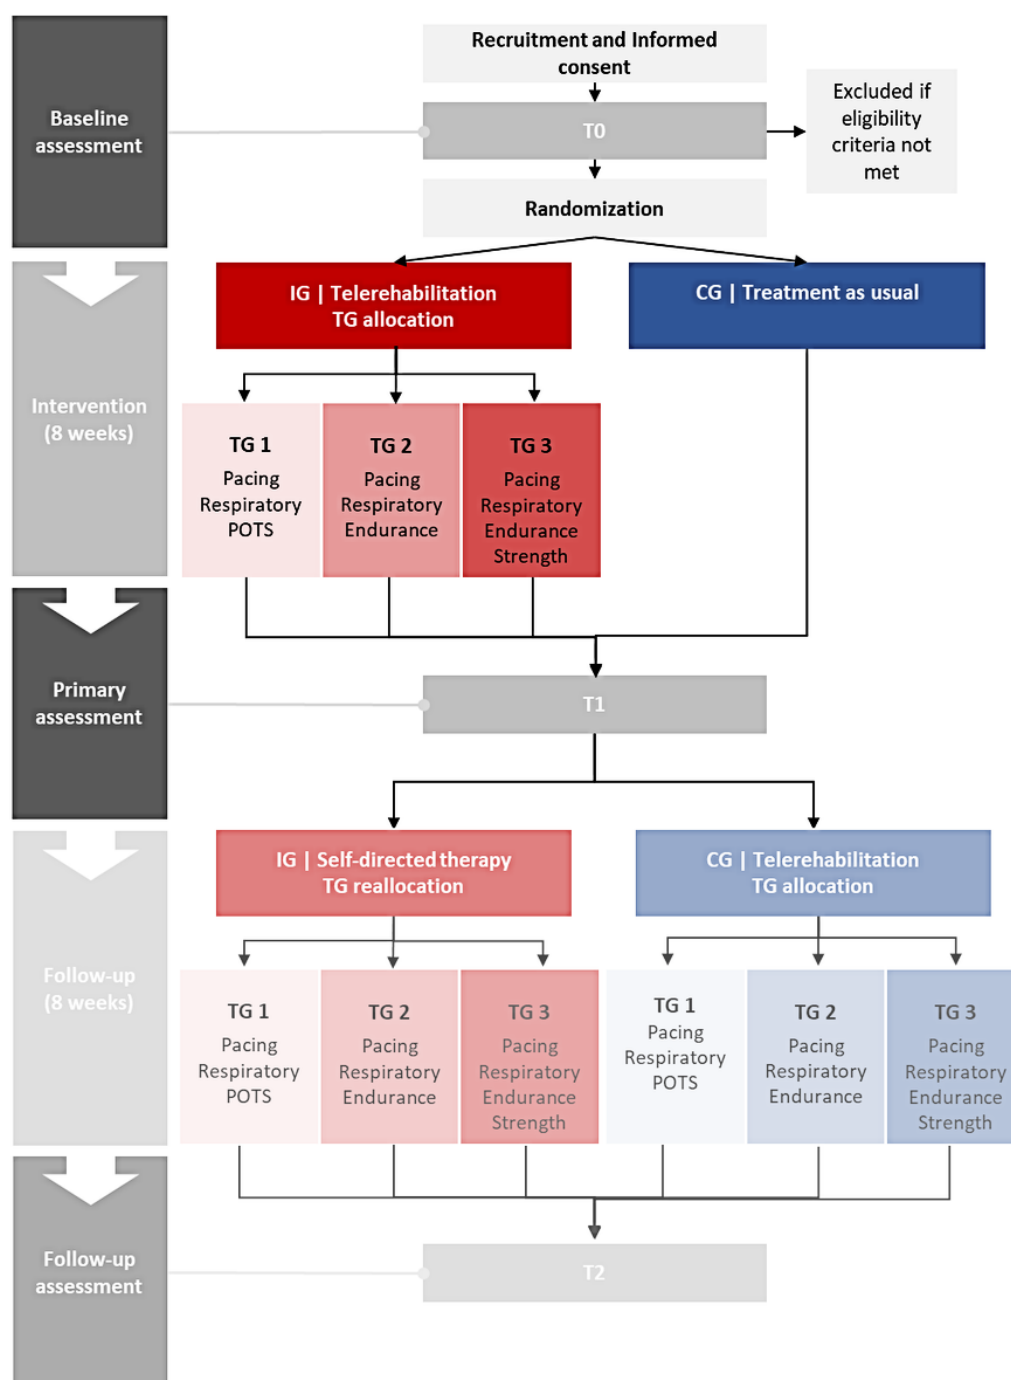 Recruitment and Informed
consent
Baseline
assessment
T0
Excluded if
eligibility
criteria not
met
Randomization
IG | Telerehabilitation
TG allocation
CG | Treatment as usual
Intervention
(8 weeks)
TG 1
Pacing
Respiratory
POTS
TG 2
Pacing
Respiratory
Endurance
TG 3
Pacing
Respiratory
Endurance
Strength
Primary
assessment
T1
IG | Self-directed therapy
TG reallocation
CG | Telerehabilitation
TG allocation
Follow-up
(8 weeks)
TG 1
Pacing
Respiratory
POTS
TG 2
Pacing
Respiratory
Endurance
TG 3
Pacing
Respiratory
Endurance
Strength
TG 1
Pacing
Respiratory
POTS
TG 2
Pacing
Respiratory
Endurance
TG 3
Pacing
Respiratory
Endurance
Strength
Follow-up
assessment
T2